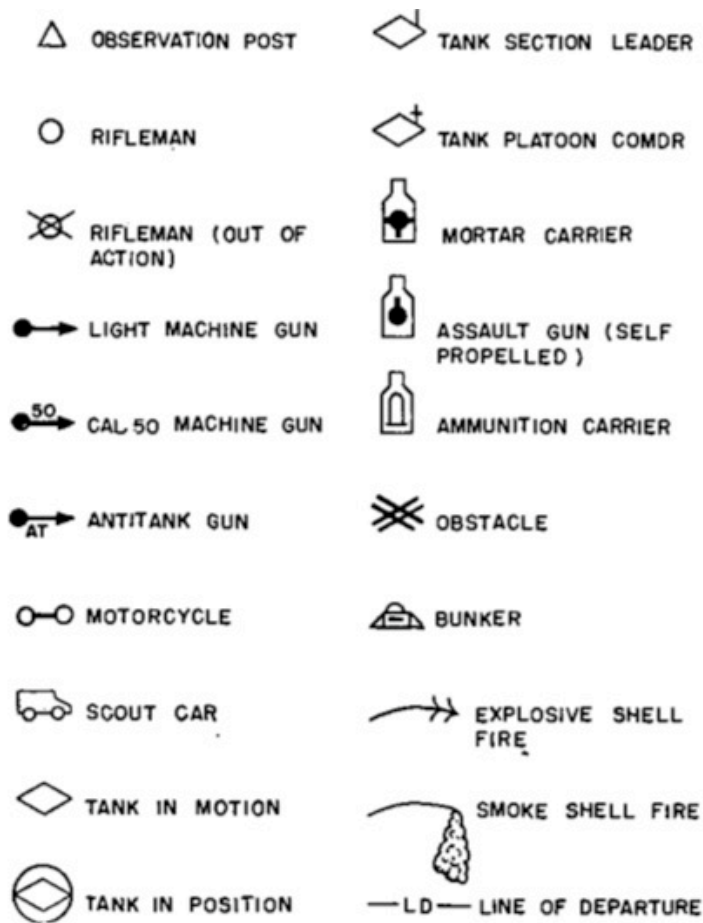 OBSERVATION POST
RIFLEMAN
RIFLEMAN (OUT OF
ACTION)
LIGHT MACHINE GUN
50
CAL 50 MACHINE GUN
AT
ANTITANK GUN
MOTORCYCLE
SCOUT CAR
TANK IN MOTION
TANK IN POSITION
TANK SECTION LEADER
TANK PLATOON COMDR
MORTAR CARRIER
ASSAULT GUN (SELF
PROPELLED)
AMMUNITION CARRIER
OBSTACLE
BUNKER
EXPLOSIVE SHELL
FIRE
SMOKE SHELL FIRE
LD
LINE OF DEPARTURE